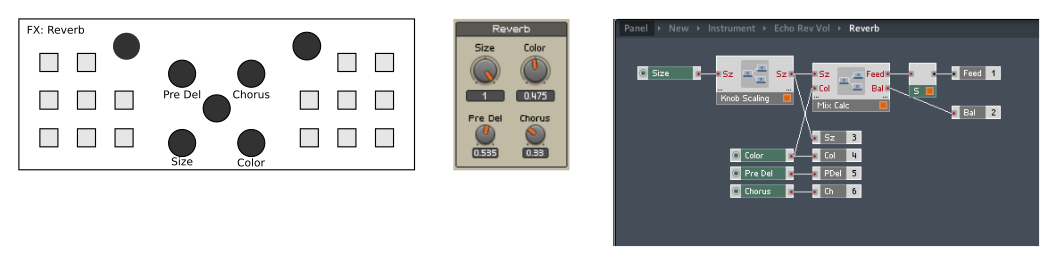 FX: Reverb
Pre Del
Chorus
Size
Color
Reverb
Size
Color
1
0.475
Pre Del
Chorus
0.535
0.33
Panel New Instrument Echo Rev Vol Reverb
Size
Sz
Sz
...
...
Knob Scaling
Sz
Feed
Col
Bal
...
...
Mix Calc
S
Feed 1
Bal 2
Sz 3
Color
Col 4
Pre Del
PDel 5
Chorus
Ch 6